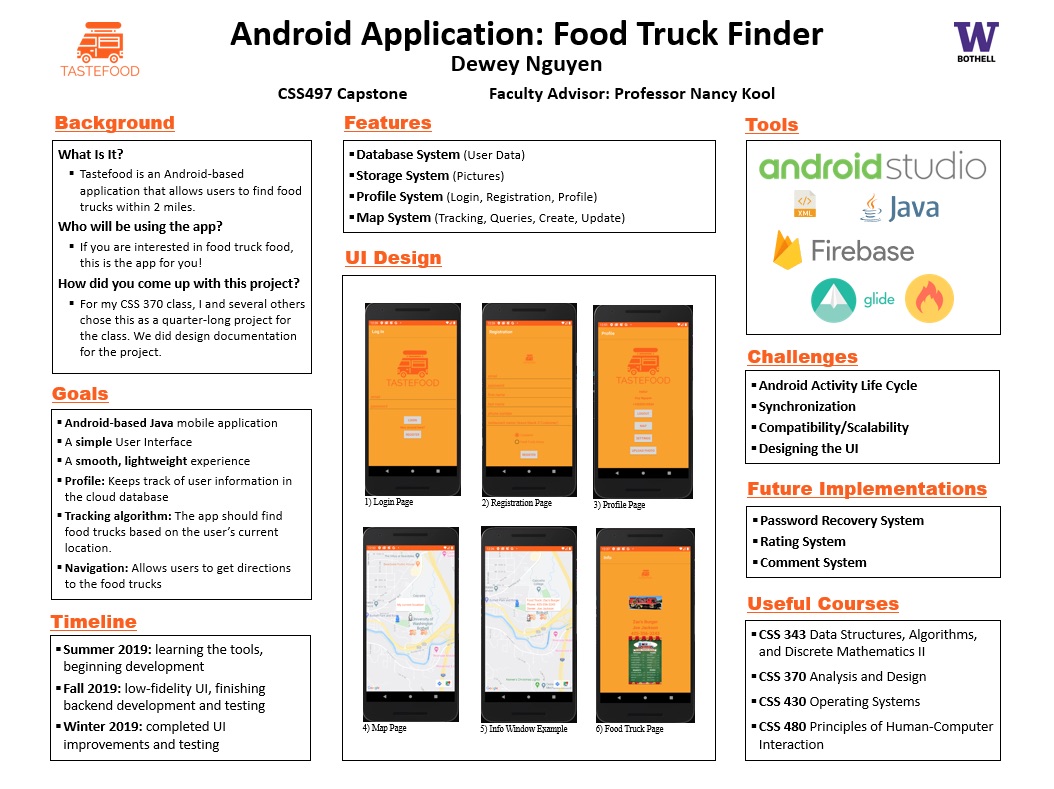 Android Application: Food Truck Finder
Dewey Nguyen
CSS497 Capstone Faculty Advisor: Professor Nancy Kool
TASTEFOOD
W
BOTHELL
Background
What Is It?
▪ Tastefood is an Android-based
application that allows users to find food
trucks within 2 miles.
Who will be using the app?
▪ If you are interested in food truck food,
this is the app for you!
How did you come up with this project?
▪ For my CSS 370 class, I and several others
chose this as a quarter-long project for
the class. We did design documentation
for the project.
Goals
▪ Android-based Java mobile application
▪ A simple User Interface
▪ A smooth, lightweight experience
▪ Profile: Keeps track of user information in
the cloud database
▪ Tracking algorithm: The app should find
food trucks based on the user's current
location.
▪ Navigation: Allows users to get directions
to the food trucks
Timeline
▪ Summer 2019: learning the tools,
beginning development
▪ Fall 2019: low-fidelity UI, finishing
backend development and testing
▪ Winter 2019: completed UI
improvements and testing
Features
▪ Database System (User Data)
▪ Storage System (Pictures)
▪ Profile System (Login, Registration, Profile)
▪ Map System (Tracking, Queries, Create, Update)
UI Design
Log In
TASTEFOOD
1) Login Page
Registration
2) Registration Page
Profile
TASTEFOOD
3) Profile Page
4) Map Page
5) Info Window Example
Info
6) Food Truck Page
Tools
android studio
</>
XML
Java
Firebase
glide
Challenges
▪ Android Activity Life Cycle
▪ Synchronization
▪ Compatibility/Scalability
▪ Designing the UI
Future Implementations
▪ Password Recovery System
▪ Rating System
▪ Comment System
Useful Courses
▪ CSS 343 Data Structures, Algorithms,
and Discrete Mathematics II
▪ CSS 370 Analysis and Design
▪ CSS 430 Operating Systems
▪ CSS 480 Principles of Human-Computer
Interaction